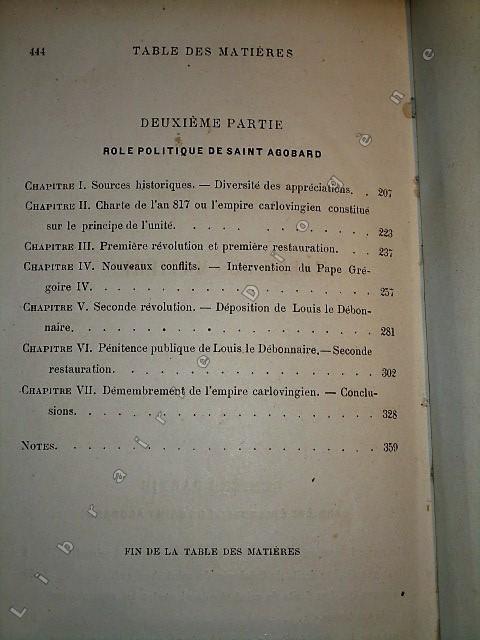 444 TABLE DES MATIÈRES
DEUXIÈME PARTIE
ROLE POLITIQUE DE SAINT AGOBARD
CHAPITRE I. Sources historiques. — Diversité des appréciations. . 207
CHAPITRE II. Charte de l'an 817 ou l'empire carlovingien constitué
sur le principe de l'unité. . . . . . . . . . 223
CHAPITRE III. Première révolution et première restauration. . . 237
CHAPITRE IV. Nouveaux conflits. — Intervention du Pape Gré-
goire IV. . . . . . . . . . . . . . . 257
CHAPITRE V. Seconde révolution. — Déposition de Louis le Débon-
naire. . . . . . . . . . . . . . . . 281
CHAPITRE VI. Pénitence publique de Louis le Débonnaire. — Seconde
restauration. . . . . . . . . . . . . . 302
CHAPITRE VII. Démembrement de l'empire carlovingien. — Conclu-
sions. . . . . . . . . . . . . . . . 328
NOTES. . . . . . . . . . . . . . . . . 359
FIN DE LA TABLE DES MATIÈRES
Libraire Diogene